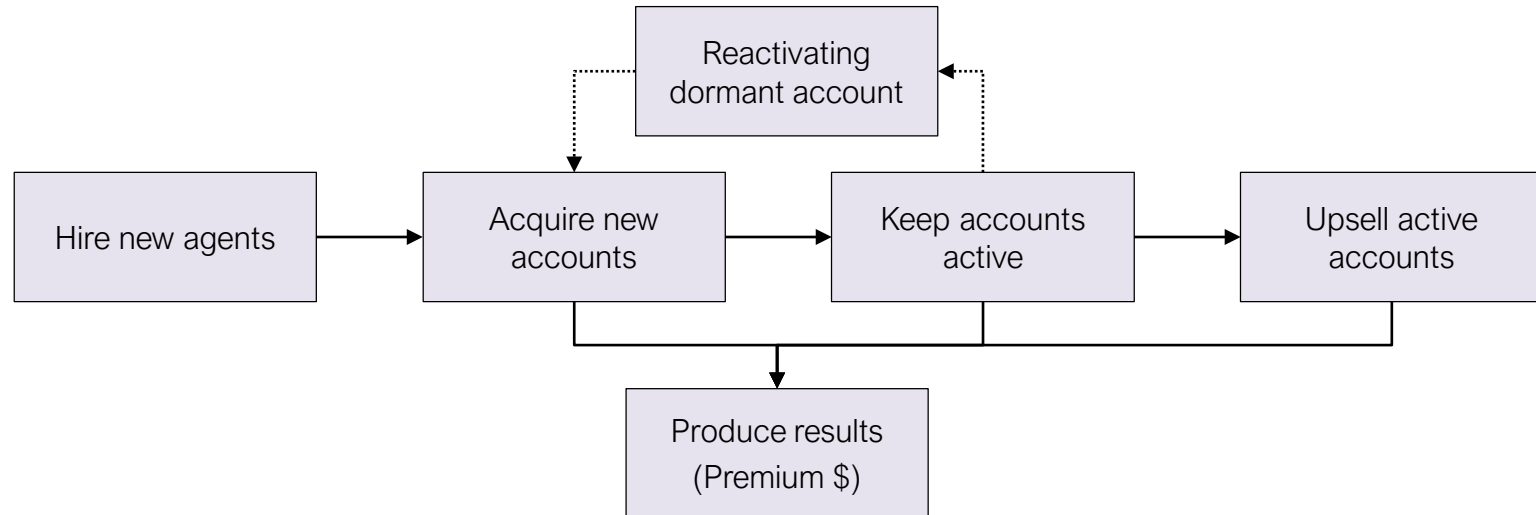 Reactivating
dormant account
Hire new agents
Acquire new
accounts
Keep accounts
active
Upsell active
accounts
Produce results
(Premium $)